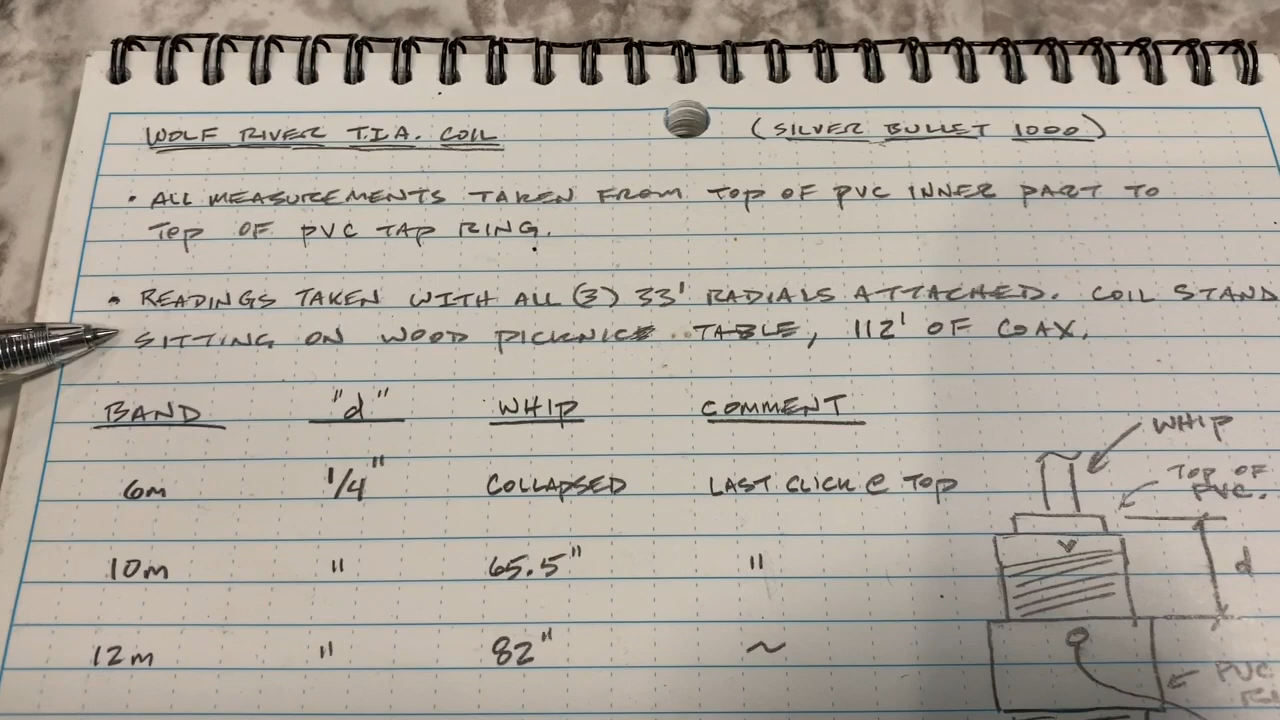 WOLF RIVER T.I.A. COIL (SILVER BULLET 1000)
• ALL MEASUREMENTS TAKEN FROM TOP OF PVC INNER PART TO
TOP OF PVC TAP RING.
• READINGS TAKEN WITH ALL (3) 33' RADIALS ATTACHED. COIL STAND
SITTING ON WOOD PICKNICK TABLE, 112' OF COAX.
BAND "d" WHIP COMMENT
6m 1/4" COLLAPSED LAST CLICK @ TOP
10m " 65.5" "
12m " 82" ~
WHIP
TOP OF
PVC.
d
PVC